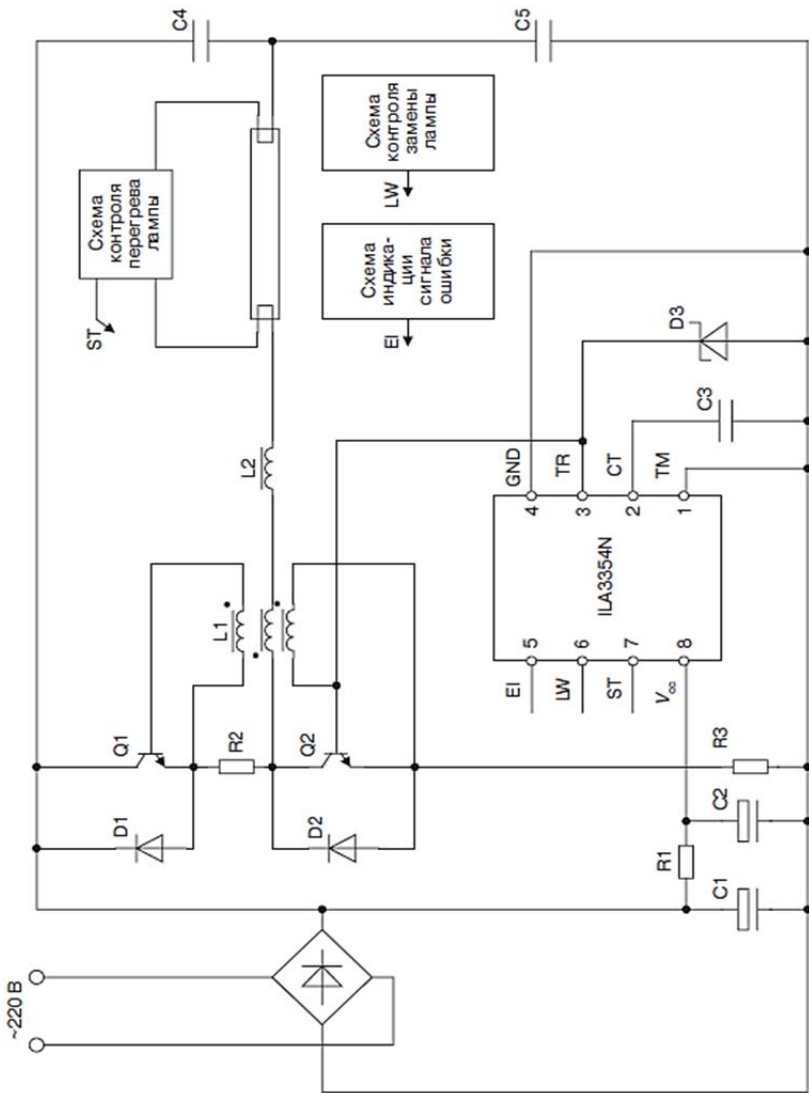 ~220 В
D1
Q1
C4
R2
L1
ST
Схема
контроля
перегрева
лампы
D2
Q2
L2
EI
Схема
индика-
ции
сигнала
ошибки
LW
Схема
контроля
замены
лампы
C5
EI
5
4
GND
LW
6
3
TR
ST
7
2
CT
Vcc
8
1
TM
ILA3354N
R1
C1
C2
R3
C3
D3